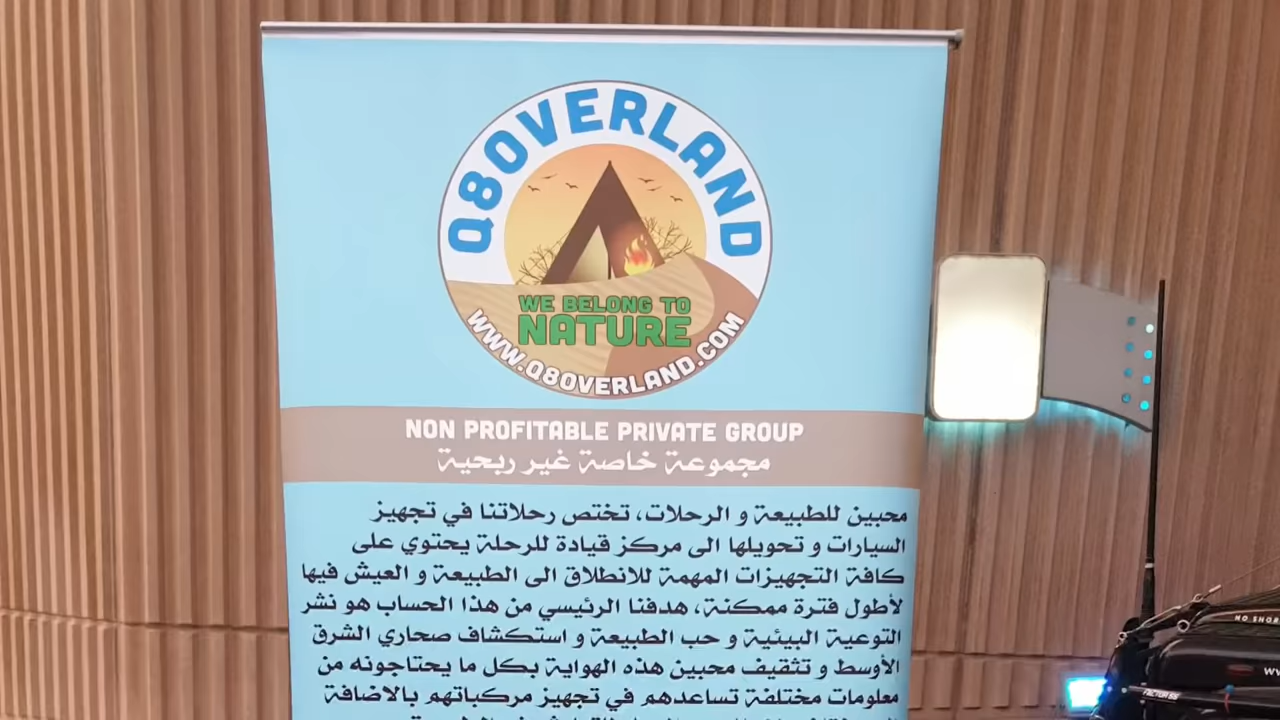 Q8OVERLAND
WE BELONG TO
NATURE
WWW.Q8OVERLAND.COM
NON PROFITABLE PRIVATE GROUP
مجموعة خاصة غير ربحية
محبين للطبيعة و الرحلات، تختص رحلاتنا في تجهيز
السيارات و تحويلها الى مركز قيادة للرحلة يحتوي على
كافة التجهيزات المهمة للانطلاق الى الطبيعة و العيش فيها
لأطول فترة ممكنة، هدفنا الرئيسي من هذا الحساب هو نشر
التوعية البيئية و حب الطبيعة و استكشاف صحاري الشرق
الأوسط و تثقيف محبين هذه الهواية بكل ما يحتاجونه من
معلومات مختلفة تساعدهم في تجهيز مركباتهم بالاضافة
FACTOR 55